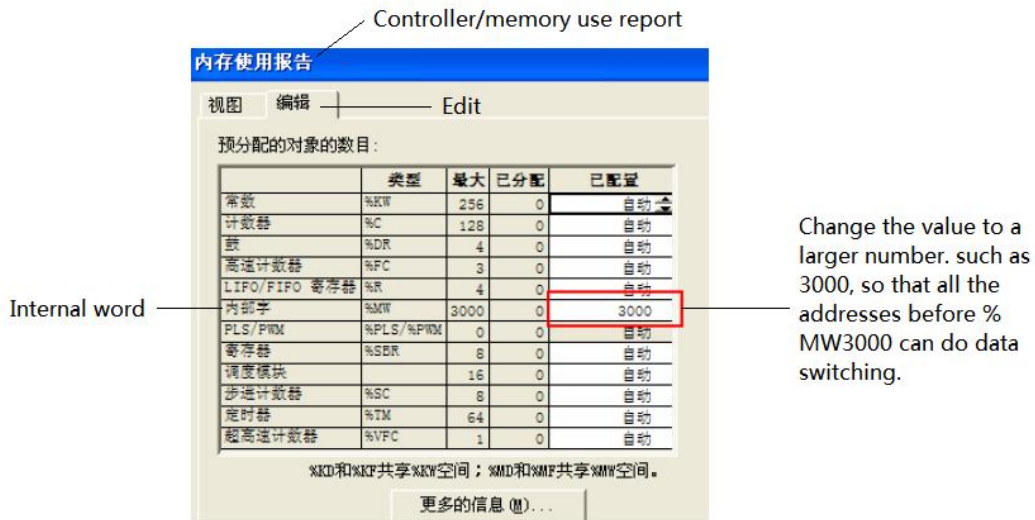 Controller/memory use report
内存使用报告
视图 编辑 Edit
预分配的对象的数目:
类型 最大 已分配 已配置
常数 %KW 256 0 自动
计数器 %C 128 0 自动
鼓 %DR 4 0 自动
高速计数器 %FC 3 0 自动
LIFO/FIFO 寄存器 %R 4 0 自动
Internal word 内部字 %MW 3000 0 3000
PLS/PWM %PLS/%PWM 0 0 自动
寄存器 %SBR 8 0 自动
调度模块 16 0 自动
步进计数器 %SC 8 0 自动
定时器 %TM 64 0 自动
超高速计数器 %VFC 1 0 自动
%KD和%KF共享%KW空间；%MD和%MF共享%MW空间。
更多的信息(M)...
Change the value to a
larger number. such as
3000, so that all the
addresses before %
MW3000 can do data
switching.